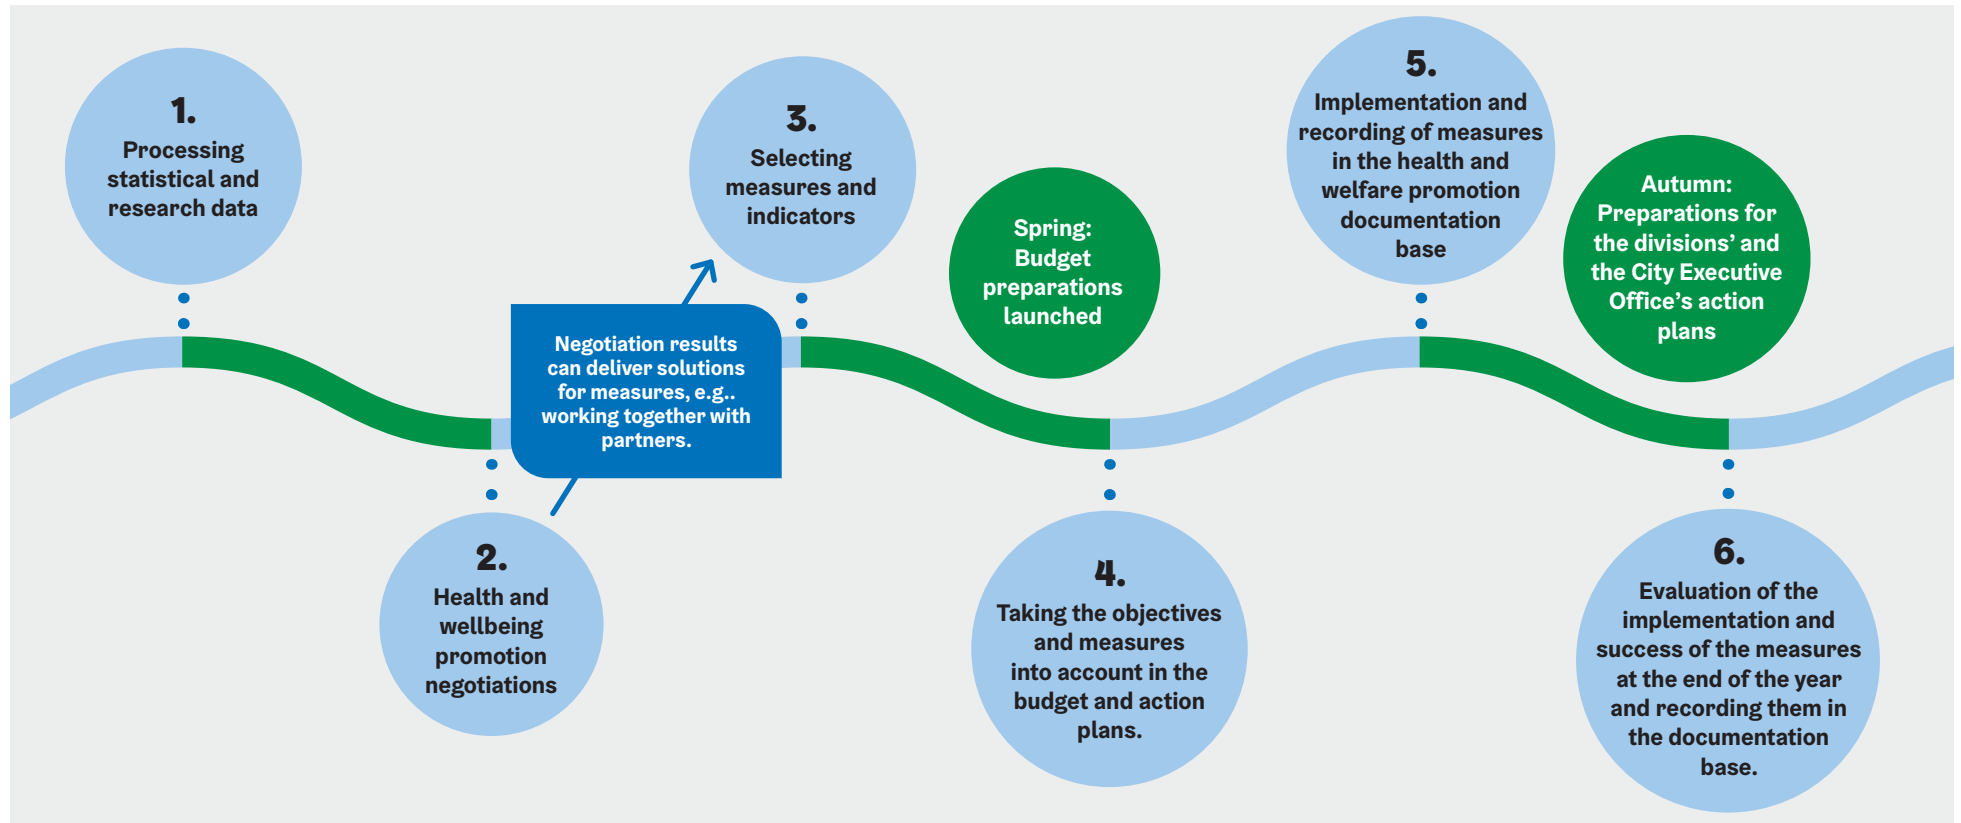 1.
Processing
statistical and
research data
2.
Health and
wellbeing
promotion
negotiations
Negotiation results
can deliver solutions
for measures, e.g..
working together with
partners.
3.
Selecting
measures and
indicators
Spring:
Budget
preparations
launched
4.
Taking the objectives
and measures
into account in the
budget and action
plans.
5.
Implementation and
recording of measures
in the health and
welfare promotion
documentation
base
Autumn:
Preparations for
the divisions’ and
the City Executive
Office’s action
plans
6.
Evaluation of the
implementation and
success of the measures
at the end of the year
and recording them in
the documentation
base.